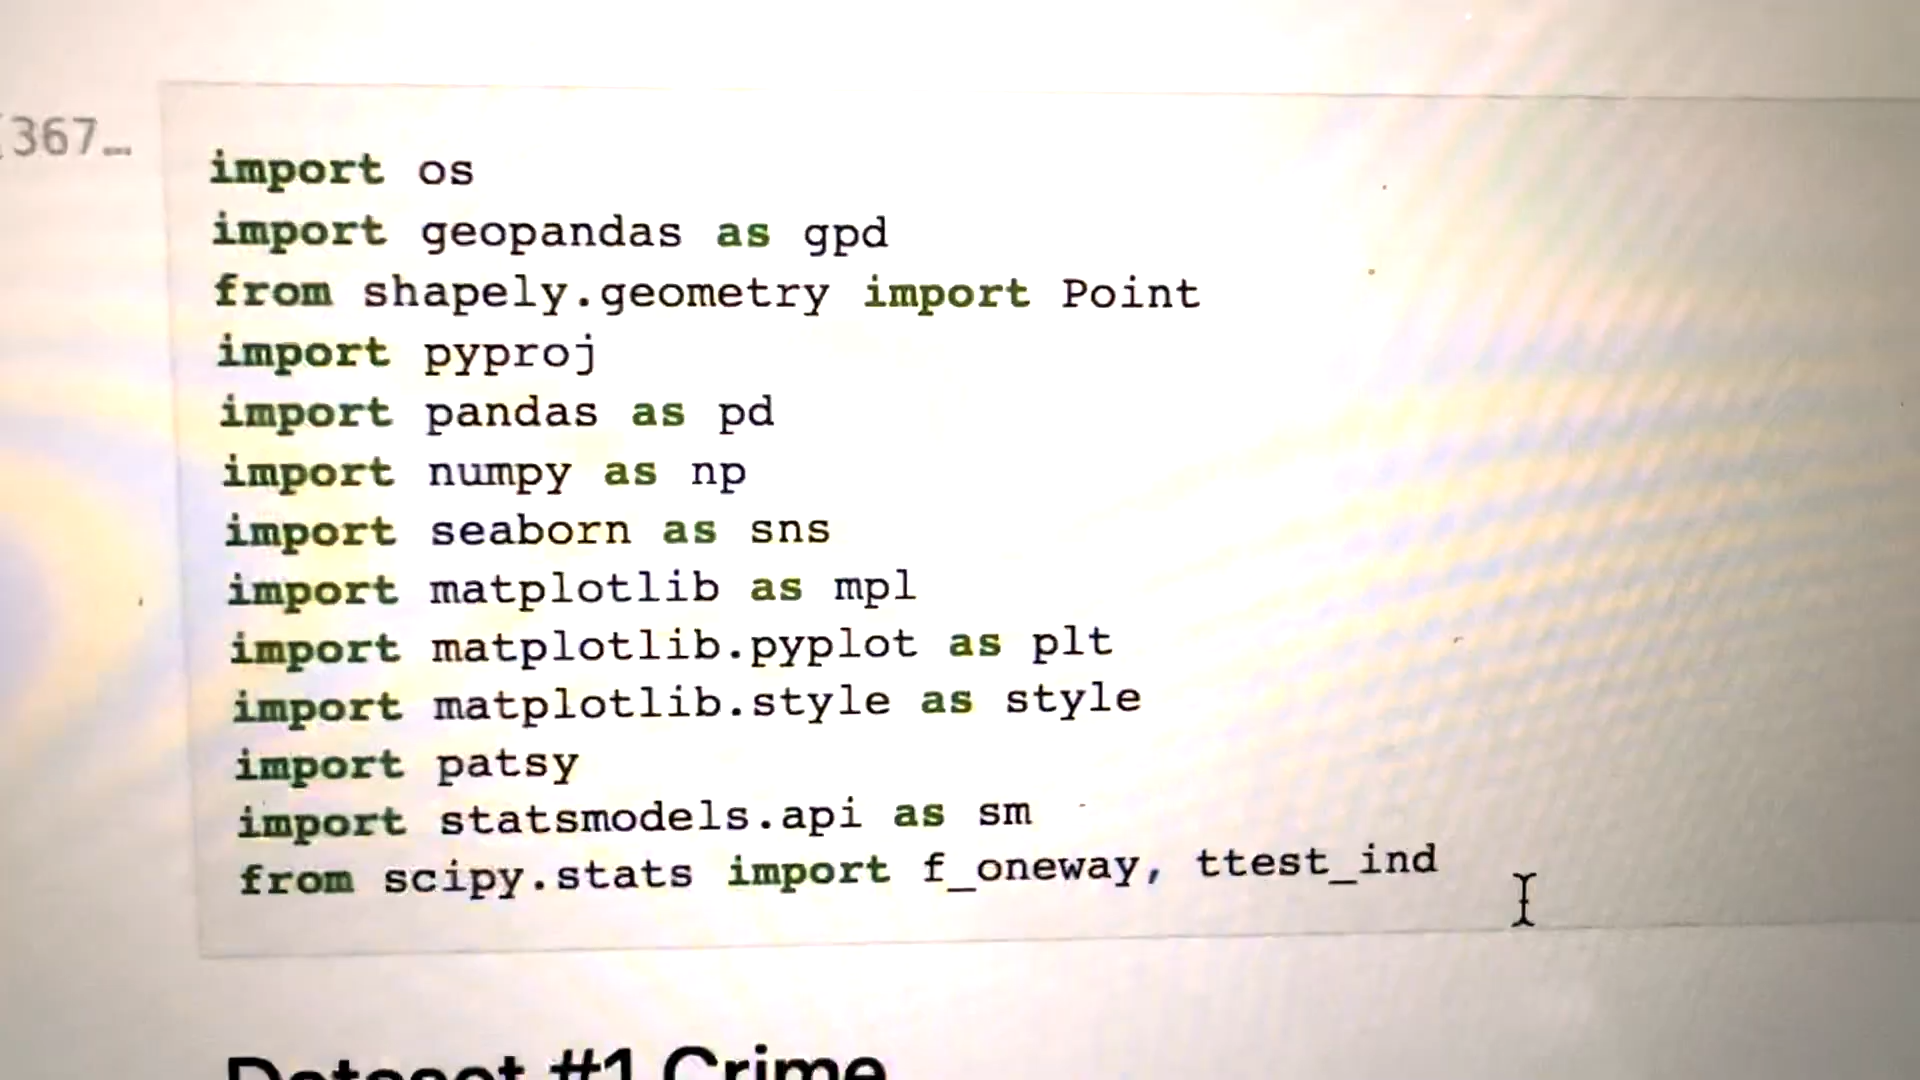 [367…
import os
import geopandas as gpd
from shapely.geometry import Point
import pyproj
import pandas as pd
import numpy as np
import seaborn as sns
import matplotlib as mpl
import matplotlib.pyplot as plt
import matplotlib.style as style
import patsy
import statsmodels.api as sm
from scipy.stats import f_oneway, ttest_ind
Dataset #1 Crime